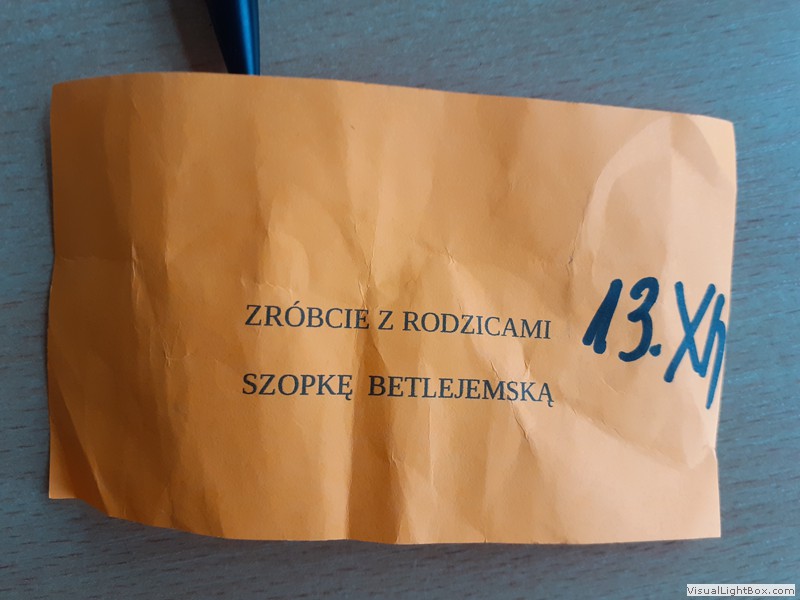 ZRÓBCIE Z RODZICAMI
13.XII
SZOPKĘ BETLEJEMSKĄ
VisualLightBox.com